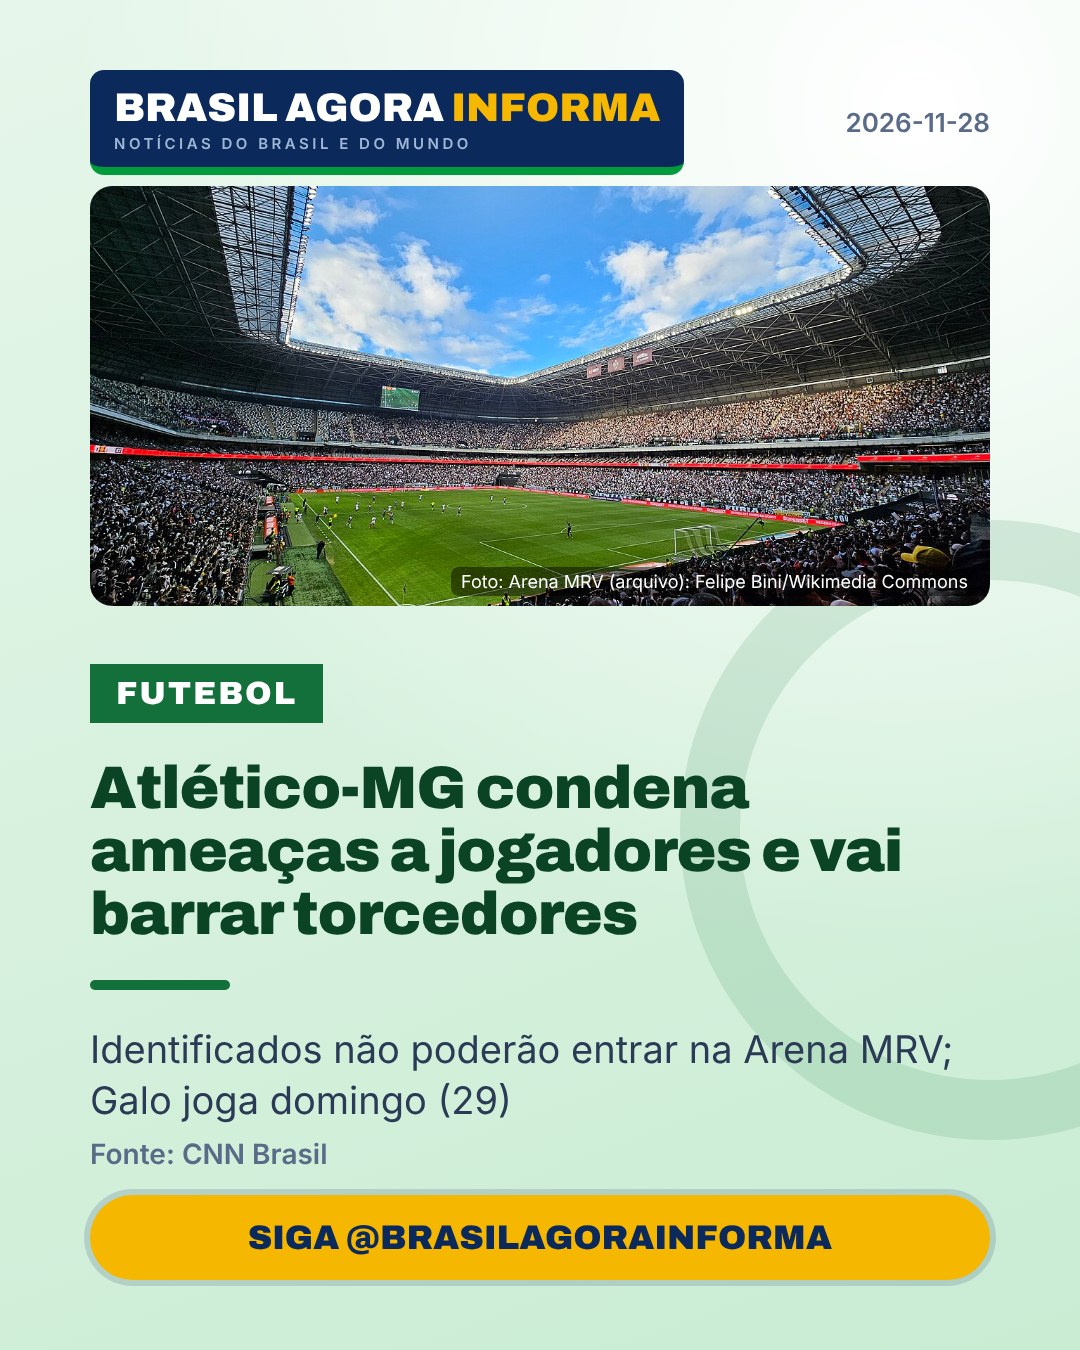 BRASIL AGORA INFORMA
NOTÍCIAS DO BRASIL E DO MUNDO
2026-11-28
Foto: Arena MRV (arquivo): Felipe Bini/Wikimedia Commons
FUTEBOL
Atlético-MG condena
ameaças a jogadores e vai
barrar torcedores
Identificados não poderão entrar na Arena MRV;
Galo joga domingo (29)
Fonte: CNN Brasil
SIGA @BRASILAGORAINFORMA